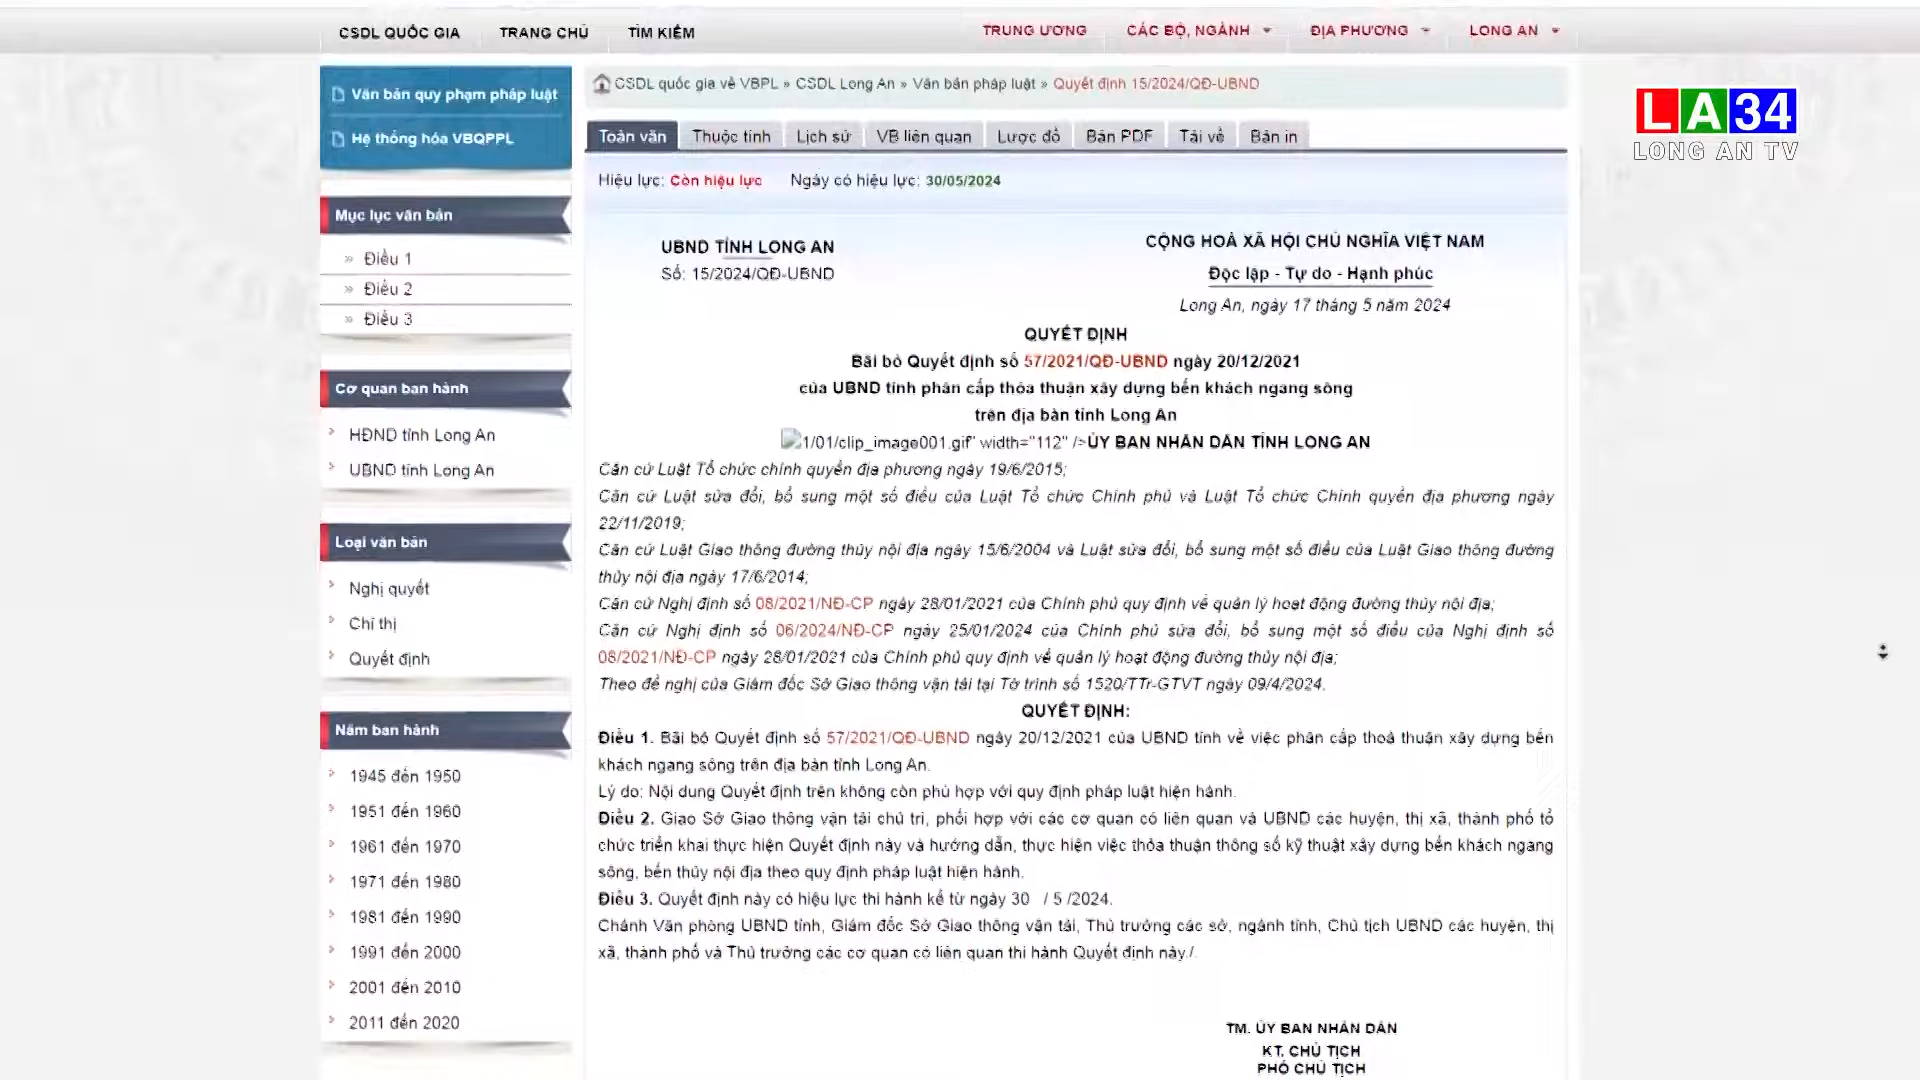 CSDL QUỐC GIA TRANG CHỦ TÌM KIẾM TRUNG ƯƠNG CÁC BỘ, NGÀNH ĐỊA PHƯƠNG LONG AN
Văn bản quy phạm pháp luật
Hệ thống hóa VBQPPL
Mục lục văn bản
Điều 1
Điều 2
Điều 3
Cơ quan ban hành
HĐND tỉnh Long An
UBND tỉnh Long An
Loại văn bản
Nghị quyết
Chỉ thị
Quyết định
Năm ban hành
1945 đến 1950
1951 đến 1960
1961 đến 1970
1971 đến 1980
1981 đến 1990
1991 đến 2000
2001 đến 2010
2011 đến 2020
CSDL quốc gia về VBPL » CSDL Long An » Văn bản pháp luật » Quyết định 15/2024/QĐ-UBND
Toàn văn Thuộc tính Lịch sử VB liên quan Lược đồ Bản PDF Tải về Bản in
Hiệu lực: Còn hiệu lực Ngày có hiệu lực: 30/05/2024
UBND TỈNH LONG AN
Số: 15/2024/QĐ-UBND
CỘNG HOÀ XÃ HỘI CHỦ NGHĨA VIỆT NAM
Độc lập - Tự do - Hạnh phúc
Long An, ngày 17 tháng 5 năm 2024
QUYẾT ĐỊNH
Bãi bỏ Quyết định số 57/2021/QĐ-UBND ngày 20/12/2021
của UBND tỉnh phân cấp thỏa thuận xây dựng bến khách ngang sông
trên địa bàn tỉnh Long An
1/01/clip_image001.gif" width="112" />ỦY BAN NHÂN DÂN TỈNH LONG AN
Căn cứ Luật Tổ chức chính quyền địa phương ngày 19/6/2015;
Căn cứ Luật sửa đổi, bổ sung một số điều của Luật Tổ chức Chính phủ và Luật Tổ chức Chính quyền địa phương ngày
22/11/2019;
Căn cứ Luật Giao thông đường thủy nội địa ngày 15/6/2004 và Luật sửa đổi, bổ sung một số điều của Luật Giao thông đường
thủy nội địa ngày 17/6/2014;
Căn cứ Nghị định số 08/2021/NĐ-CP ngày 28/01/2021 của Chính phủ quy định về quản lý hoạt động đường thủy nội địa;
Căn cứ Nghị định số 06/2024/NĐ-CP ngày 25/01/2024 của Chính phủ sửa đổi, bổ sung một số điều của Nghị định số
08/2021/NĐ-CP ngày 28/01/2021 của Chính phủ quy định về quản lý hoạt động đường thủy nội địa;
Theo đề nghị của Giám đốc Sở Giao thông vận tải tại Tờ trình số 1520/TTr-GTVT ngày 09/4/2024.
QUYẾT ĐỊNH:
Điều 1. Bãi bỏ Quyết định số 57/2021/QĐ-UBND ngày 20/12/2021 của UBND tỉnh về việc phân cấp thoả thuận xây dựng bến
khách ngang sông trên địa bàn tỉnh Long An.
Lý do: Nội dung Quyết định trên không còn phù hợp với quy định pháp luật hiện hành.
Điều 2. Giao Sở Giao thông vận tải chủ trì, phối hợp với các cơ quan có liên quan và UBND các huyện, thị xã, thành phố tổ
chức triển khai thực hiện Quyết định này và hướng dẫn, thực hiện việc thỏa thuận thông số kỹ thuật xây dựng bến khách ngang
sông, bến thủy nội địa theo quy định pháp luật hiện hành.
Điều 3. Quyết định này có hiệu lực thi hành kể từ ngày 30 / 5 /2024.
Chánh Văn phòng UBND tỉnh, Giám đốc Sở Giao thông vận tải, Thủ trưởng các sở, ngành tỉnh, Chủ tịch UBND các huyện, thị
xã, thành phố và Thủ trưởng các cơ quan có liên quan thi hành Quyết định này./.
TM. ỦY BAN NHÂN DÂN
KT. CHỦ TỊCH
PHÓ CHỦ TỊCH
LA34
LONG AN TV